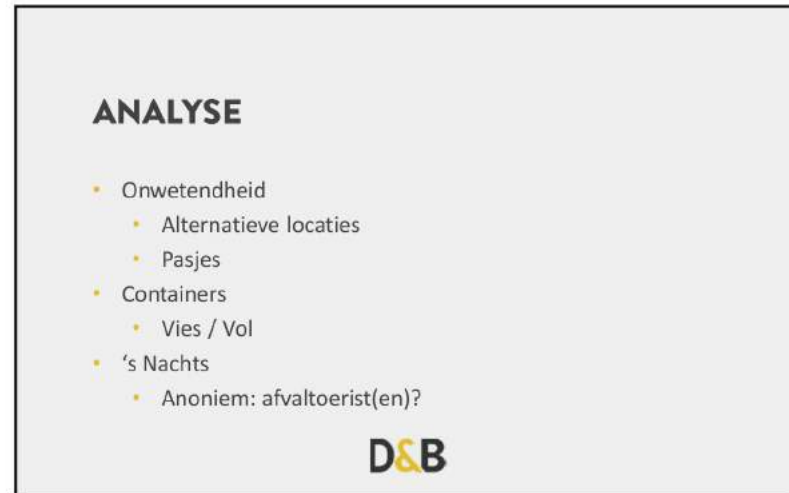 ANALYSE
• Onwetendheid
• Alternatieve locaties
• Pasjes
• Containers
• Vies / Vol
• ‘s Nachts
• Anoniem: afvaltoerist(en)?
D&B